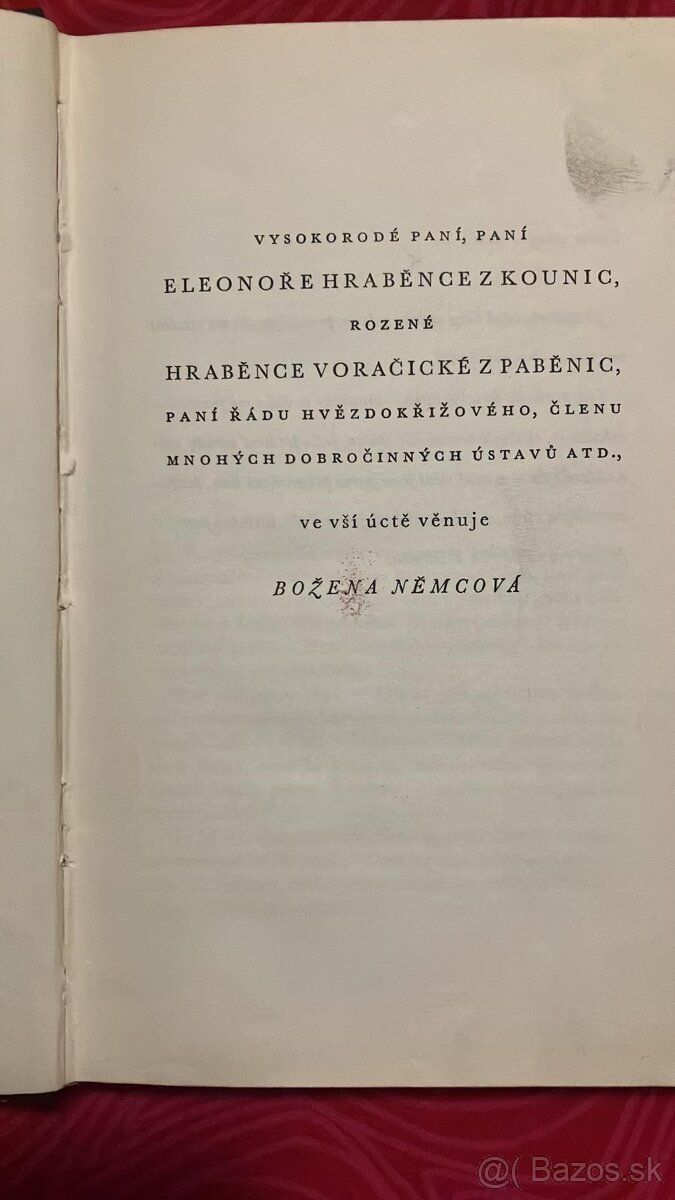 VYSOKORODÉ PANÍ, PANÍ
ELEONOŘE HRABĚNCE Z KOUNIC,
ROZENÉ
HRABĚNCE VORAČICKÉ Z PABĚNIC,
PANÍ ŘÁDU HVĚZDOKŘIŽOVÉHO, ČLENU
MNOHÝCH DOBROČINNÝCH ÚSTAVŮ ATD.,
ve vší úctě věnuje
BOŽENA NĚMCOVÁ
@( Bazos.sk